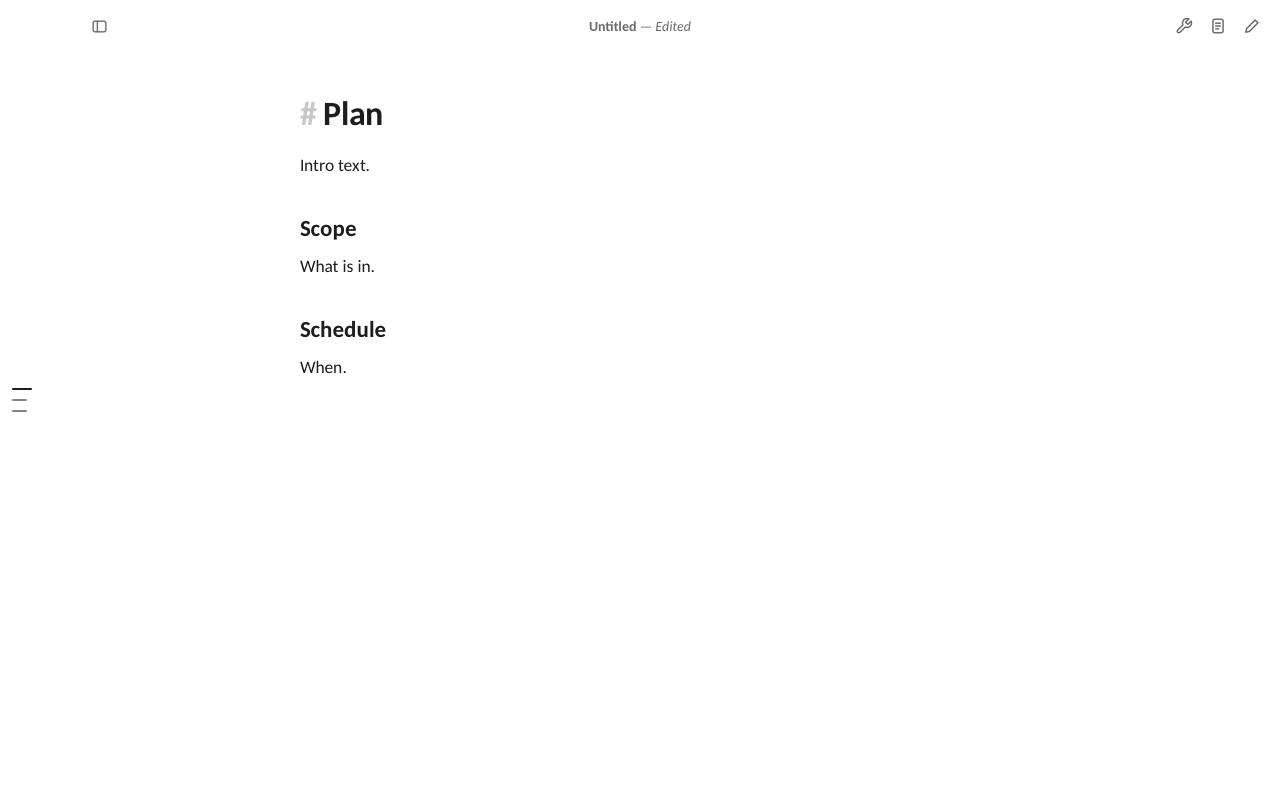 Untitled — Edited
# Plan
Intro text.
Scope
What is in.
Schedule
When.